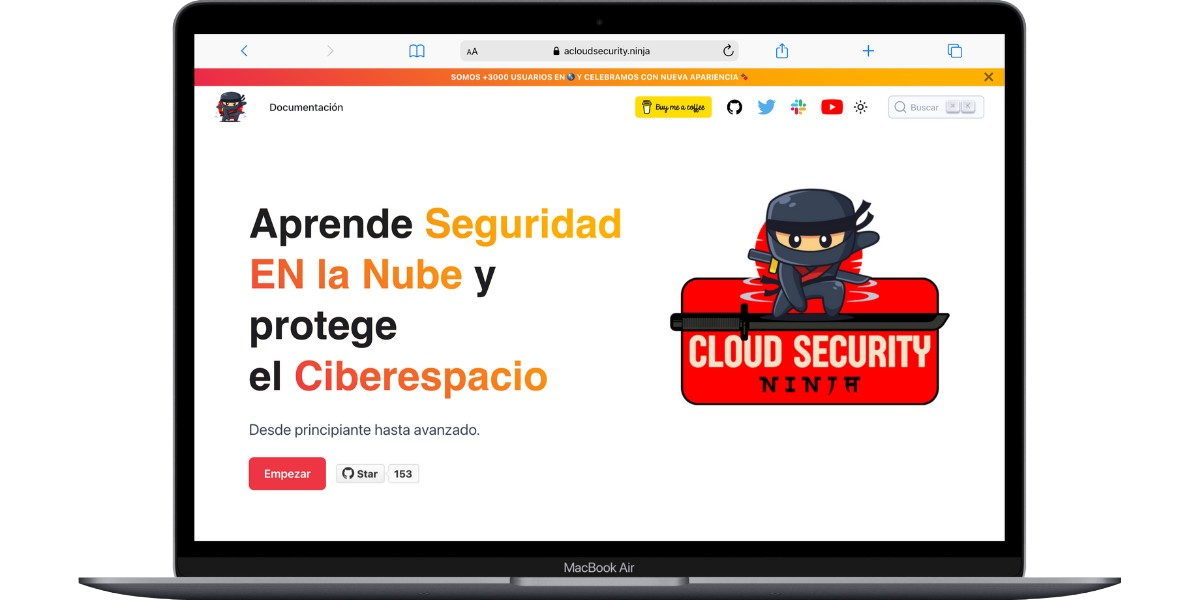 AA acloudsecurity.ninja
SOMOS +3000 USUARIOS EN 🌎 Y CELEBRAMOS CON NUEVA APARIENCIA
Documentación
Buy me a coffee
Buscar
K
Aprende Seguridad
EN la Nube y
protege
el Ciberespacio
CLOUD SECURITY
NINJA
Desde principiante hasta avanzado.
Empezar
Star 153
MacBook Air